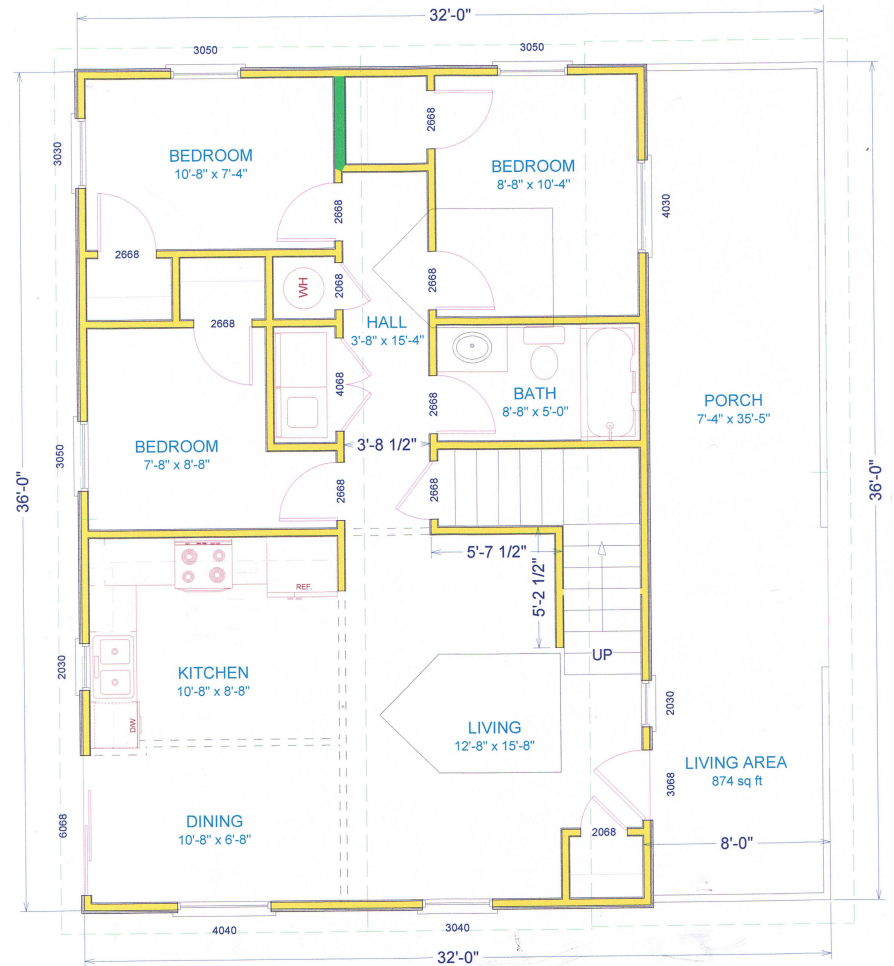 32'-0"
3050
3050
BEDROOM
10'-8" x 7'-4"
2668
BEDROOM
8'-8" x 10'-4"
3030
4030
2668
2668
2668
WH
2068
2668
HALL
3'-8" x 15'-4"
4068
BATH
8'-8" x 5'-0"
2668
PORCH
7'-4" x 35'-5"
BEDROOM
7'-8" x 8'-8"
3050
3'-8 1/2"
2668
2668
36'-0"
36'-0"
5'-7 1/2"
5'-2 1/2"
REF.
UP
KITCHEN
10'-8" x 8'-8"
2030
2030
DW
LIVING
12'-8" x 15'-8"
LIVING AREA
874 sq ft
3068
DINING
10'-8" x 6'-8"
6068
2068
8'-0"
4040
3040
32'-0"